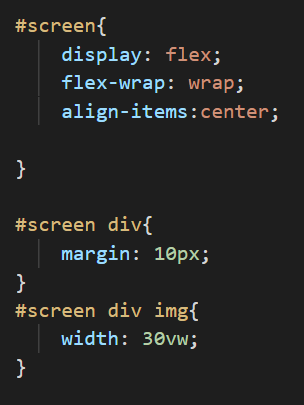 #screen{
    display: flex;
    flex-wrap: wrap;
    align-items:center;

}

#screen div{
    margin: 10px;
}
#screen div img{
    width: 30vw;
}